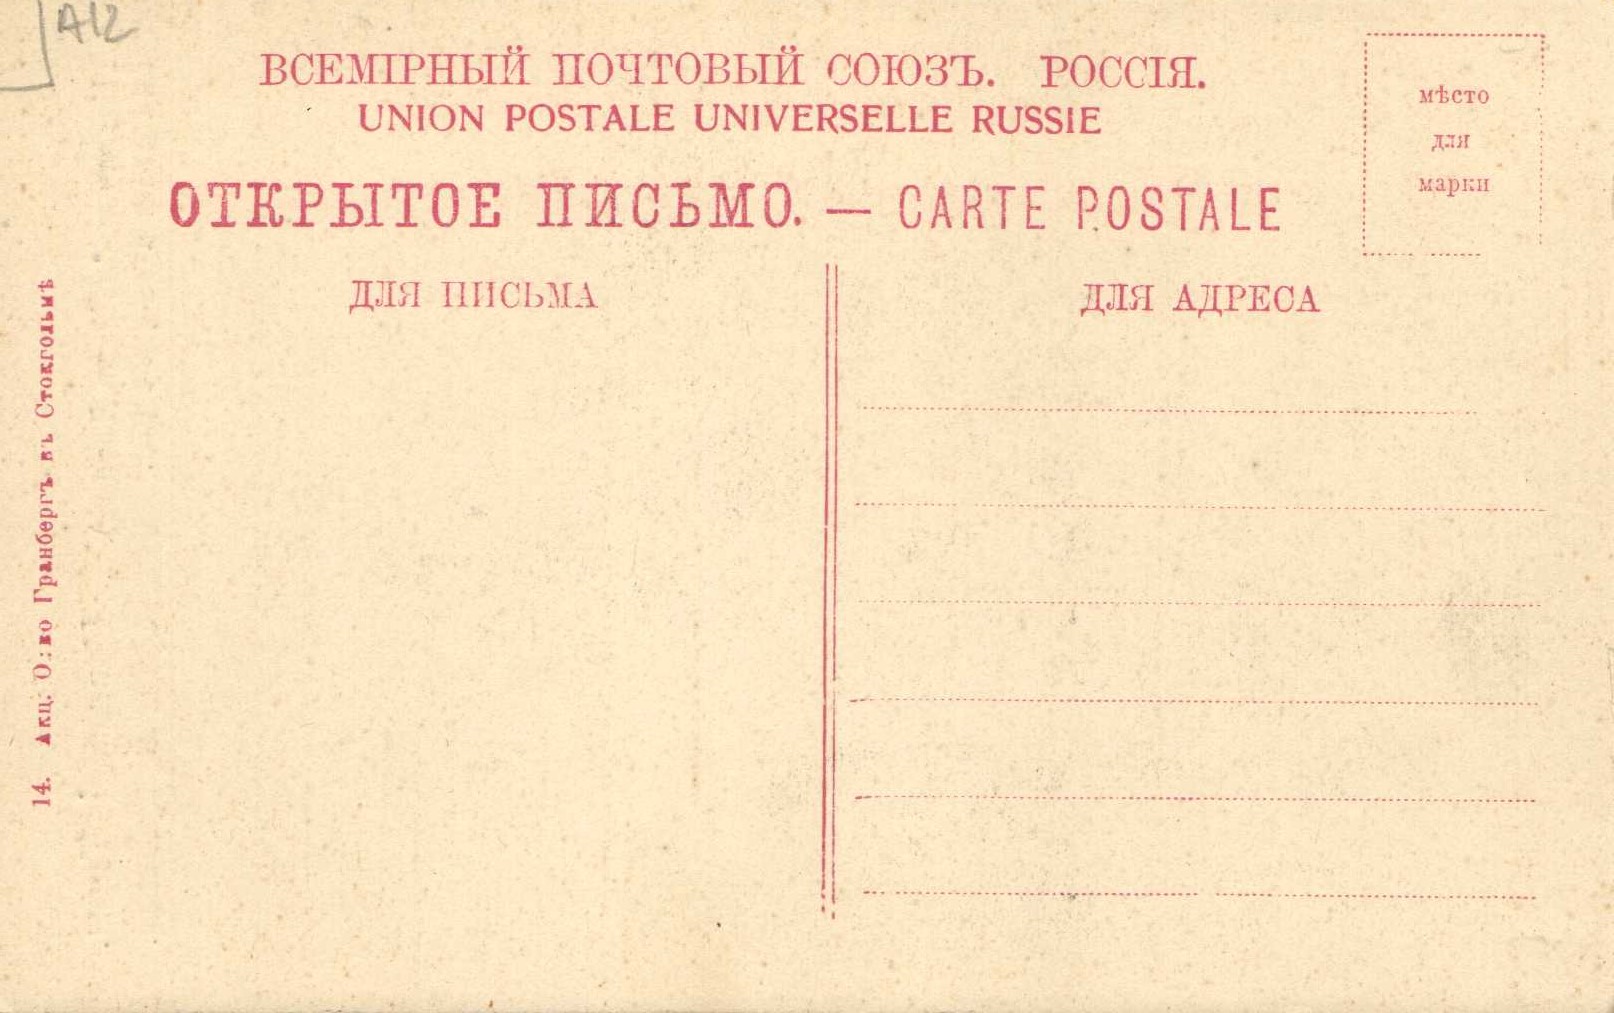 A12
ВСЕМІРНЫЙ ПОЧТОВЫЙ СОЮЗЪ. РОССІЯ.
UNION POSTALE UNIVERSELLE RUSSIE
мѣсто
для
марки
ОТКРЫТОЕ ПИСЬМО. — CARTE POSTALE
ДЛЯ ПИСЬМА
ДЛЯ АДРЕСА
14. Акц. О:во Гранбергъ въ Стокгольмѣ